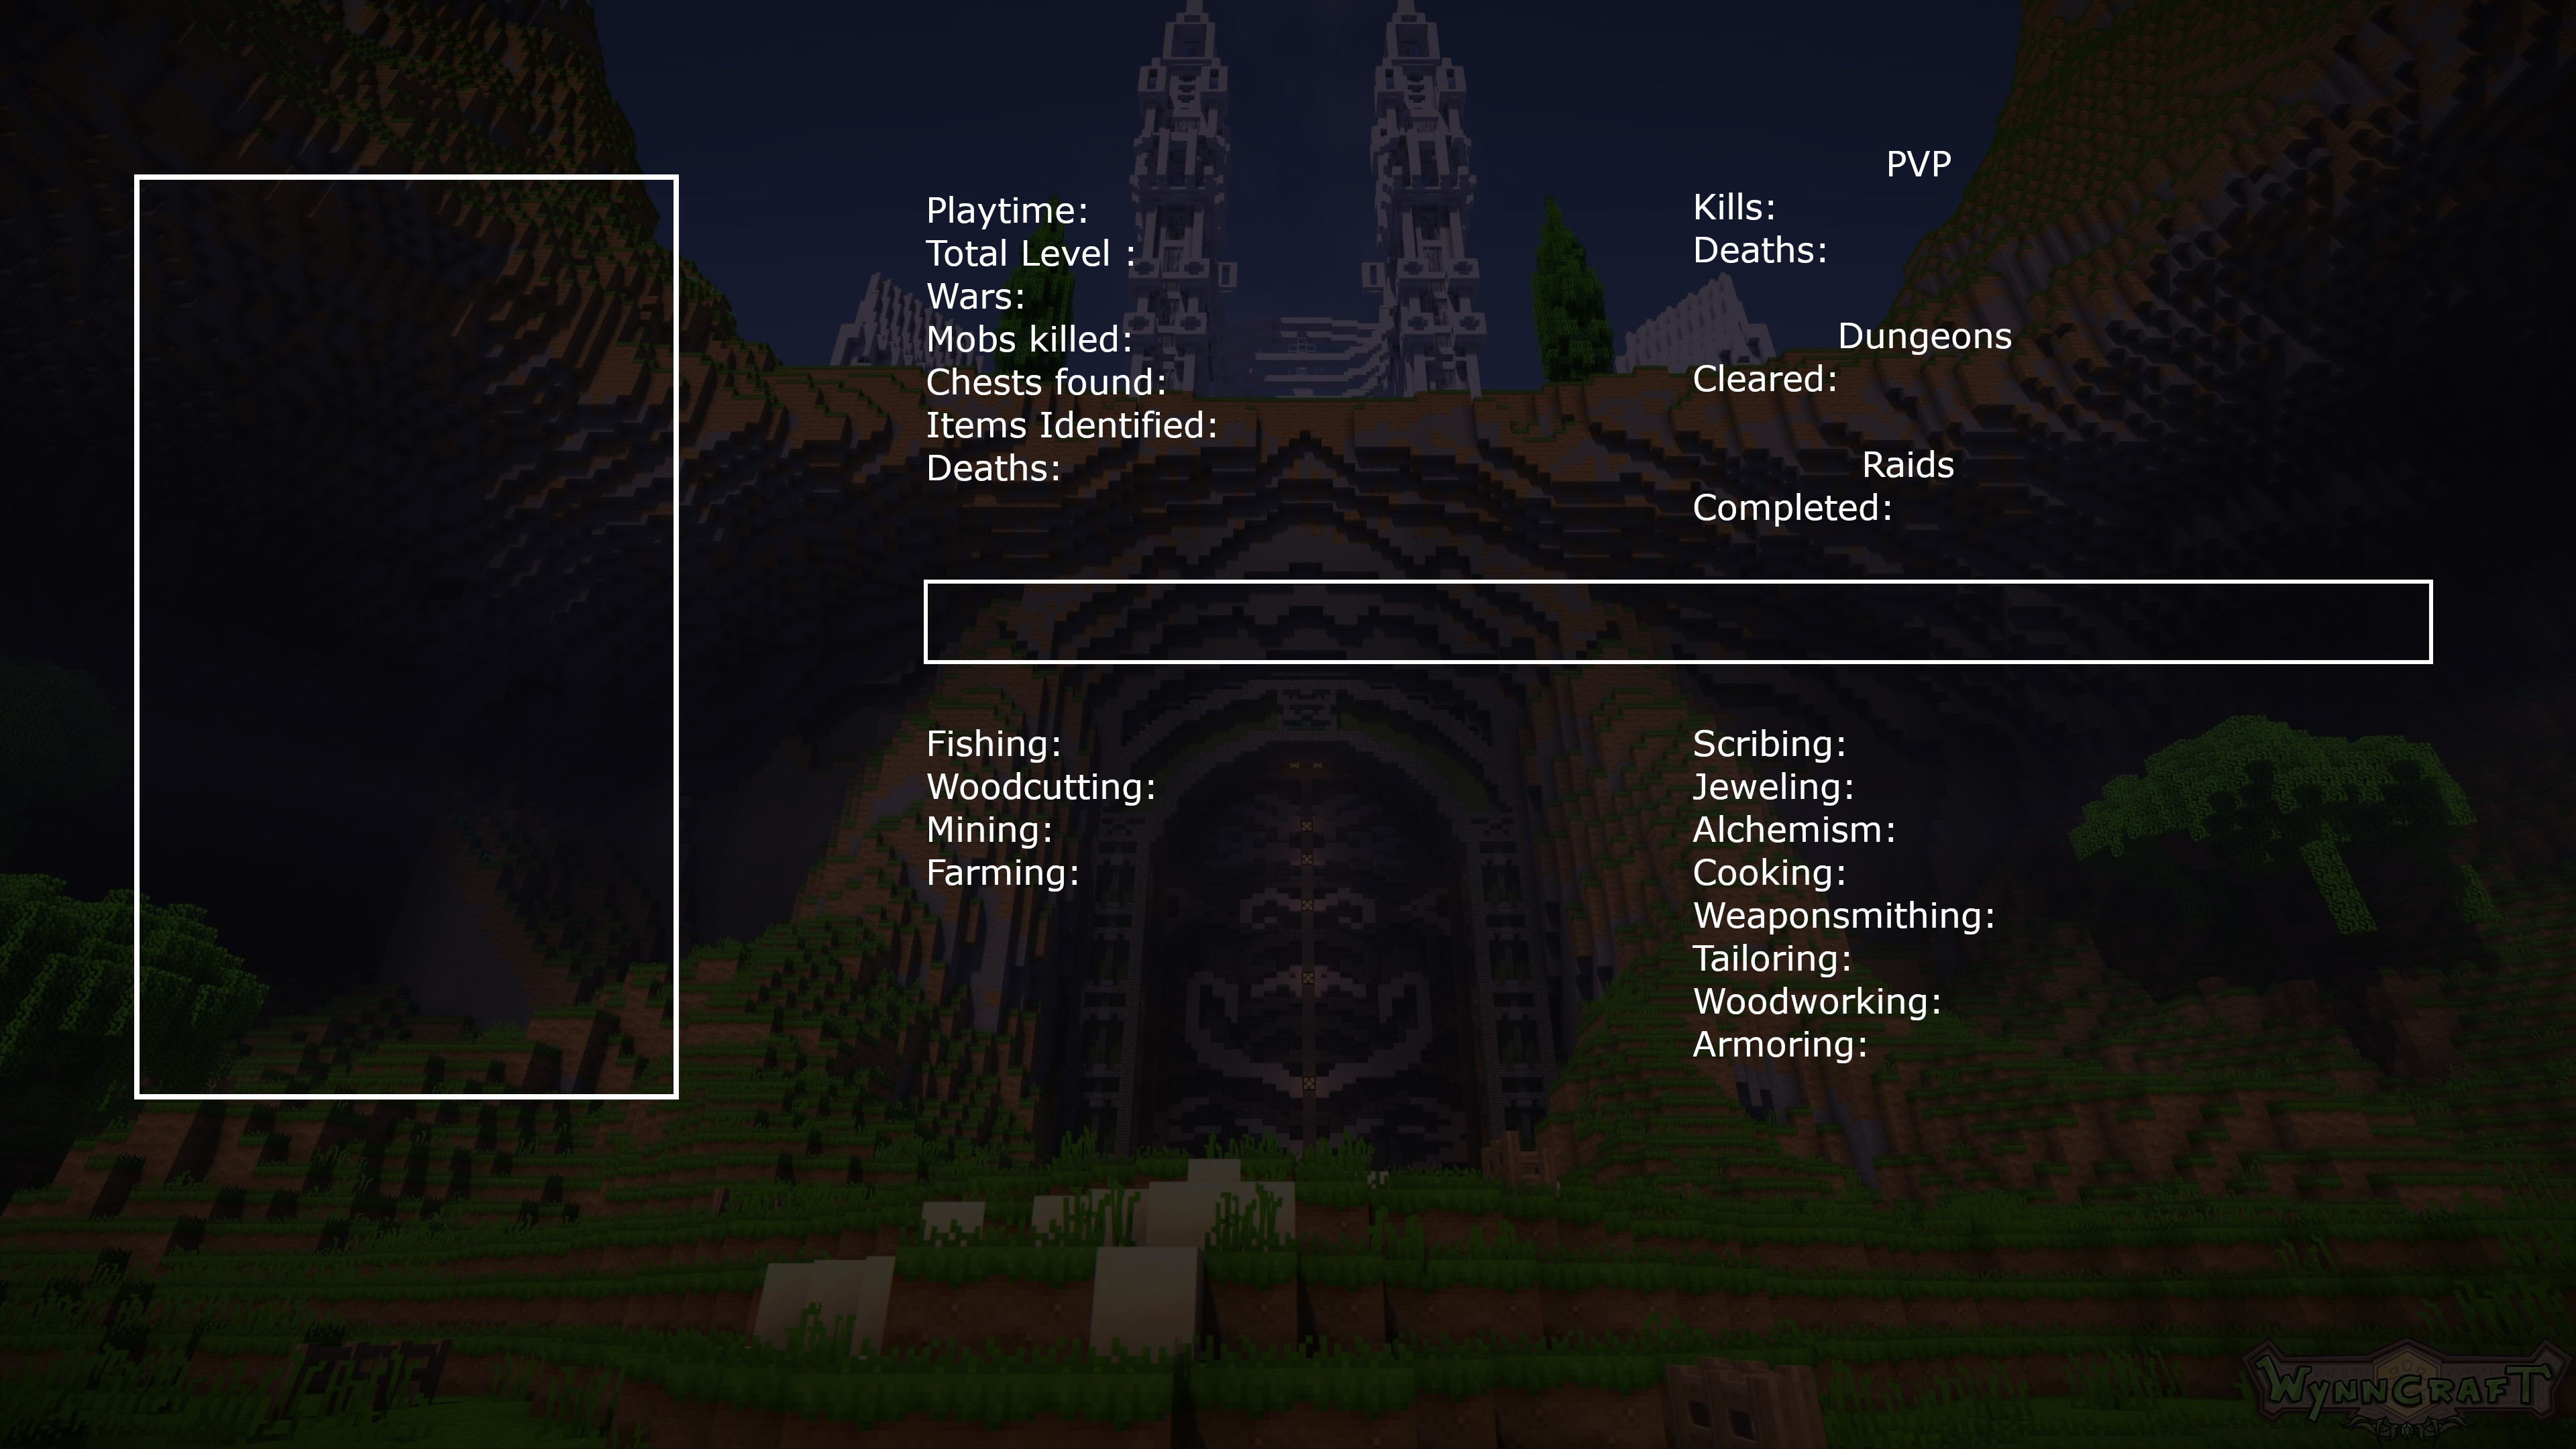 Playtime:
Total Level :
Wars:
Mobs killed:
Chests found:
Items Identified:
Deaths:
PVP
Kills:
Deaths:
Dungeons
Cleared:
Raids
Completed:
Fishing:
Woodcutting:
Mining:
Farming:
Scribing:
Jeweling:
Alchemism:
Cooking:
Weaponsmithing:
Tailoring:
Woodworking:
Armoring:
WYNNCRAFT